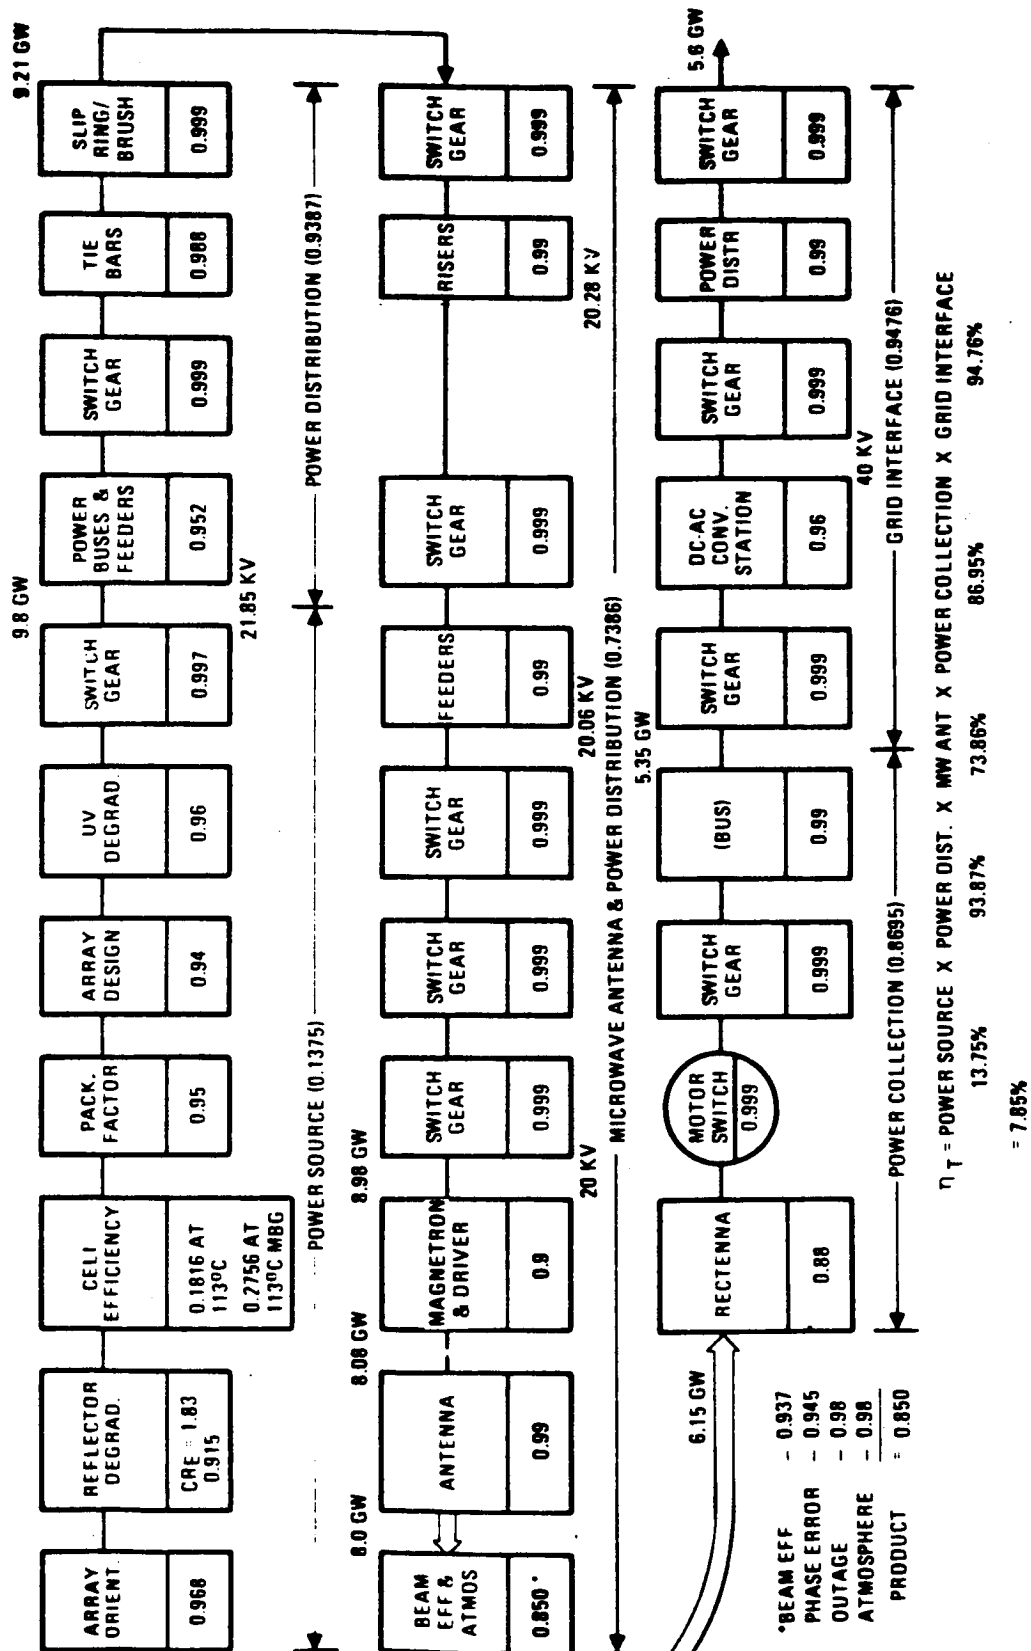 9.8 GW
9.21 GW
ARRAY
ORIENT.
0.968
REFLECTOR
DEGRAD.
CRE = 1.83
0.915
CELL
EFFICIENCY
0.1816 AT
113°C
0.2756 AT
113°C MBG
PACK.
FACTOR
0.95
ARRAY
DESIGN
0.94
UV
DEGRAD.
0.96
SWITCH
GEAR
0.997
POWER
BUSES &
FEEDERS
0.952
SWITCH
GEAR
0.999
TIE
BARS
0.988
SLIP
RING/
BRUSH
0.999
21.85 KV
POWER SOURCE (0.1375)
POWER DISTRIBUTION (0.9387)
8.0 GW
8.08 GW
8.98 GW
BEAM
EFF &
ATMOS
0.850 *
ANTENNA
0.99
MAGNETRON
& DRIVER
0.9
SWITCH
GEAR
0.999
SWITCH
GEAR
0.999
SWITCH
GEAR
0.999
FEEDERS
0.99
SWITCH
GEAR
0.999
RISERS
0.99
SWITCH
GEAR
0.999
20 KV
20.06 KV
20.28 KV
MICROWAVE ANTENNA & POWER DISTRIBUTION (0.7386)
6.15 GW
5.35 GW
5.6 GW
RECTENNA
0.88
MOTOR
SWITCH
0.999
SWITCH
GEAR
0.999
(BUS)
0.99
SWITCH
GEAR
0.999
DC-AC
CONV.
STATION
0.96
SWITCH
GEAR
0.999
POWER
DISTR
0.99
SWITCH
GEAR
0.999
40 KV
POWER COLLECTION (0.8695)
GRID INTERFACE (0.9476)
*BEAM EFF – 0.937
PHASE ERROR – 0.945
OUTAGE – 0.98
ATMOSPHERE – 0.98
PRODUCT = 0.850
ηT = POWER SOURCE X POWER DIST. X MW ANT X POWER COLLECTION X GRID INTERFACE
13.75% 93.87% 73.86% 86.95% 94.76%
= 7.85%